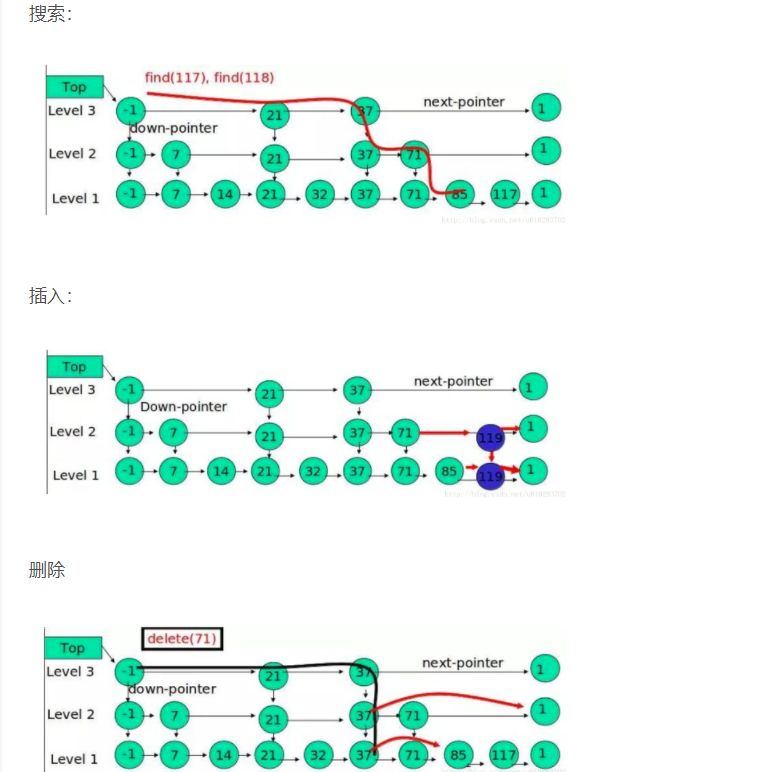 搜索：
find(117), find(118)
Top
Level 3 -1 21 37 next-pointer 1
down-pointer
Level 2 -1 7 21 37 71 1
Level 1 -1 7 14 21 32 37 71 85 117 1
插入：
Top
Level 3 -1 21 37 next-pointer 1
Down-pointer
Level 2 -1 7 21 37 71 119 1
Level 1 -1 7 14 21 32 37 71 85 119 1
删除
delete(71)
Top
Level 3 -1 21 37 next-pointer 1
down-pointer
Level 2 -1 7 21 37 71 1
Level 1 -1 7 14 21 32 37 71 85 117 1